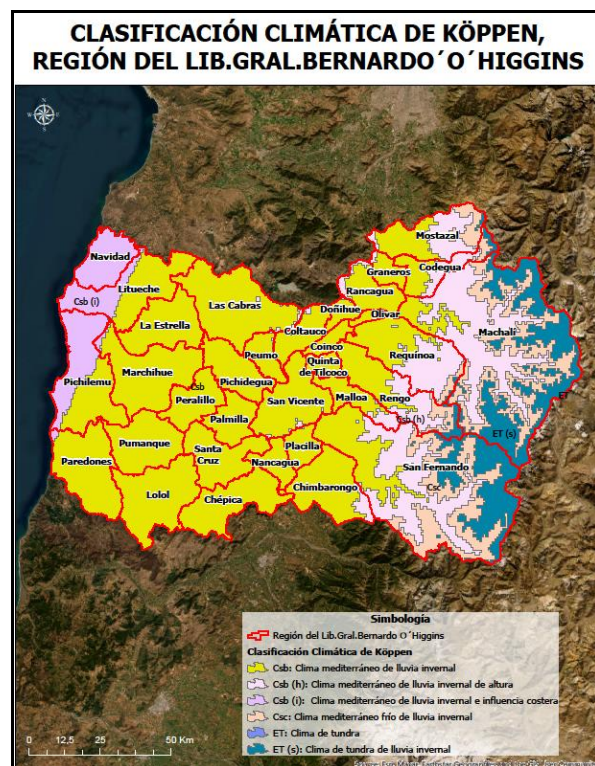 CLASIFICACIÓN CLIMÁTICA DE KÖPPEN,
REGIÓN DEL LIB.GRAL.BERNARDO´O´HIGGINS
N
W
E
S
Mostazal
Navidad
Codegua
Graneros
Litueche
Rancagua
Csb (i)
Las Cabras
Doñihue
Olivar
La Estrella
Coltauco
Machalí
Coinco
Peumo
Requínoa
Quinta
de Tilcoco
Marchihue
Pichilemu
Pichidegua
Csb
Peralillo
San Vicente
Malloa
Rengo
ET
Palmilla
Csb (h)
ET (s)
Pumanque
Santa
Cruz
Placilla
Paredones
Nancagua
San Fernando
Chimbarongo
Csc
Lolol
Chépica
Simbología
Región del Lib.Gral.Bernardo O´Higgins
Clasificación Climática de Köppen
Csb: Clima mediterráneo de lluvia invernal
Csb (h): Clima mediterráneo de lluvia invernal de altura
Csb (i): Clima mediterráneo de lluvia invernal e influencia costera
Csc: Clima mediterráneo frío de lluvia invernal
ET: Clima de tundra
ET (s): Clima de tundra de lluvia invernal
0 12,5 25 50 Km